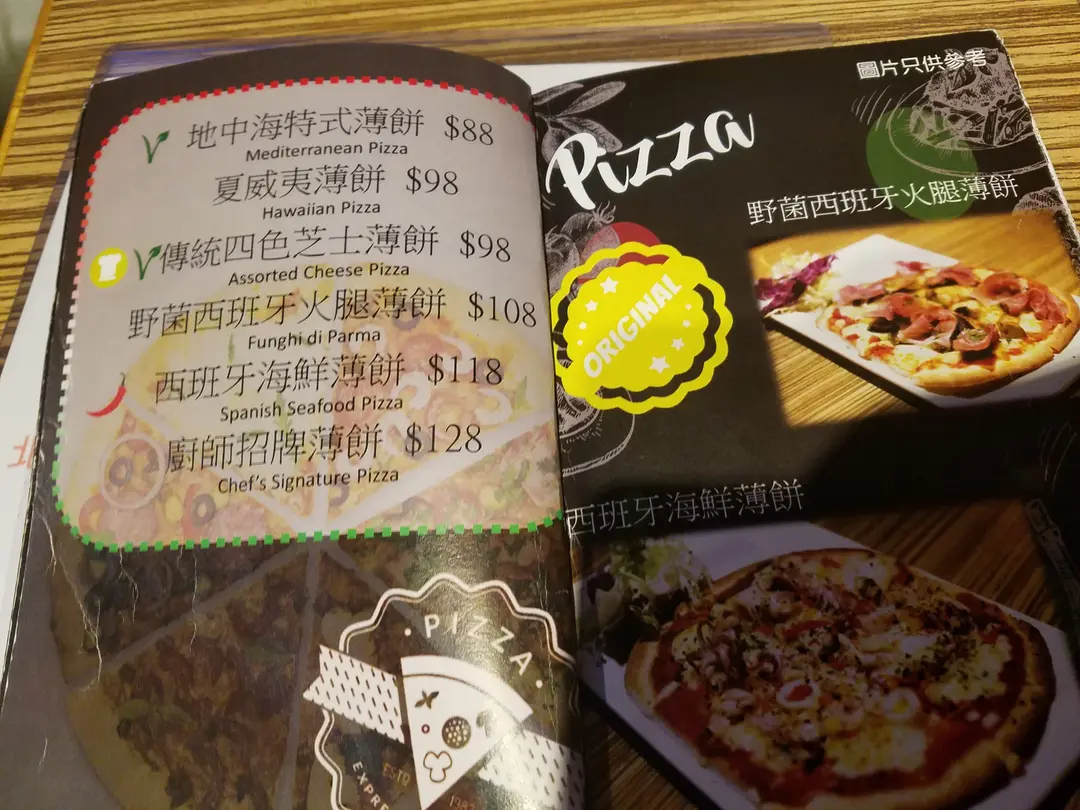 地中海特式薄餅 $88
Mediterranean Pizza
夏威夷薄餅 $98
Hawaiian Pizza
傳統四色芝士薄餅 $98
Assorted Cheese Pizza
野菌西班牙火腿薄餅 $108
Funghi di Parma
西班牙海鮮薄餅 $118
Spanish Seafood Pizza
廚師招牌薄餅 $128
Chef's Signature Pizza
PIZZA
ESTD
圖片只供參考
Pizza
野菌西班牙火腿薄餅
ORIGINAL
西班牙海鮮薄餅